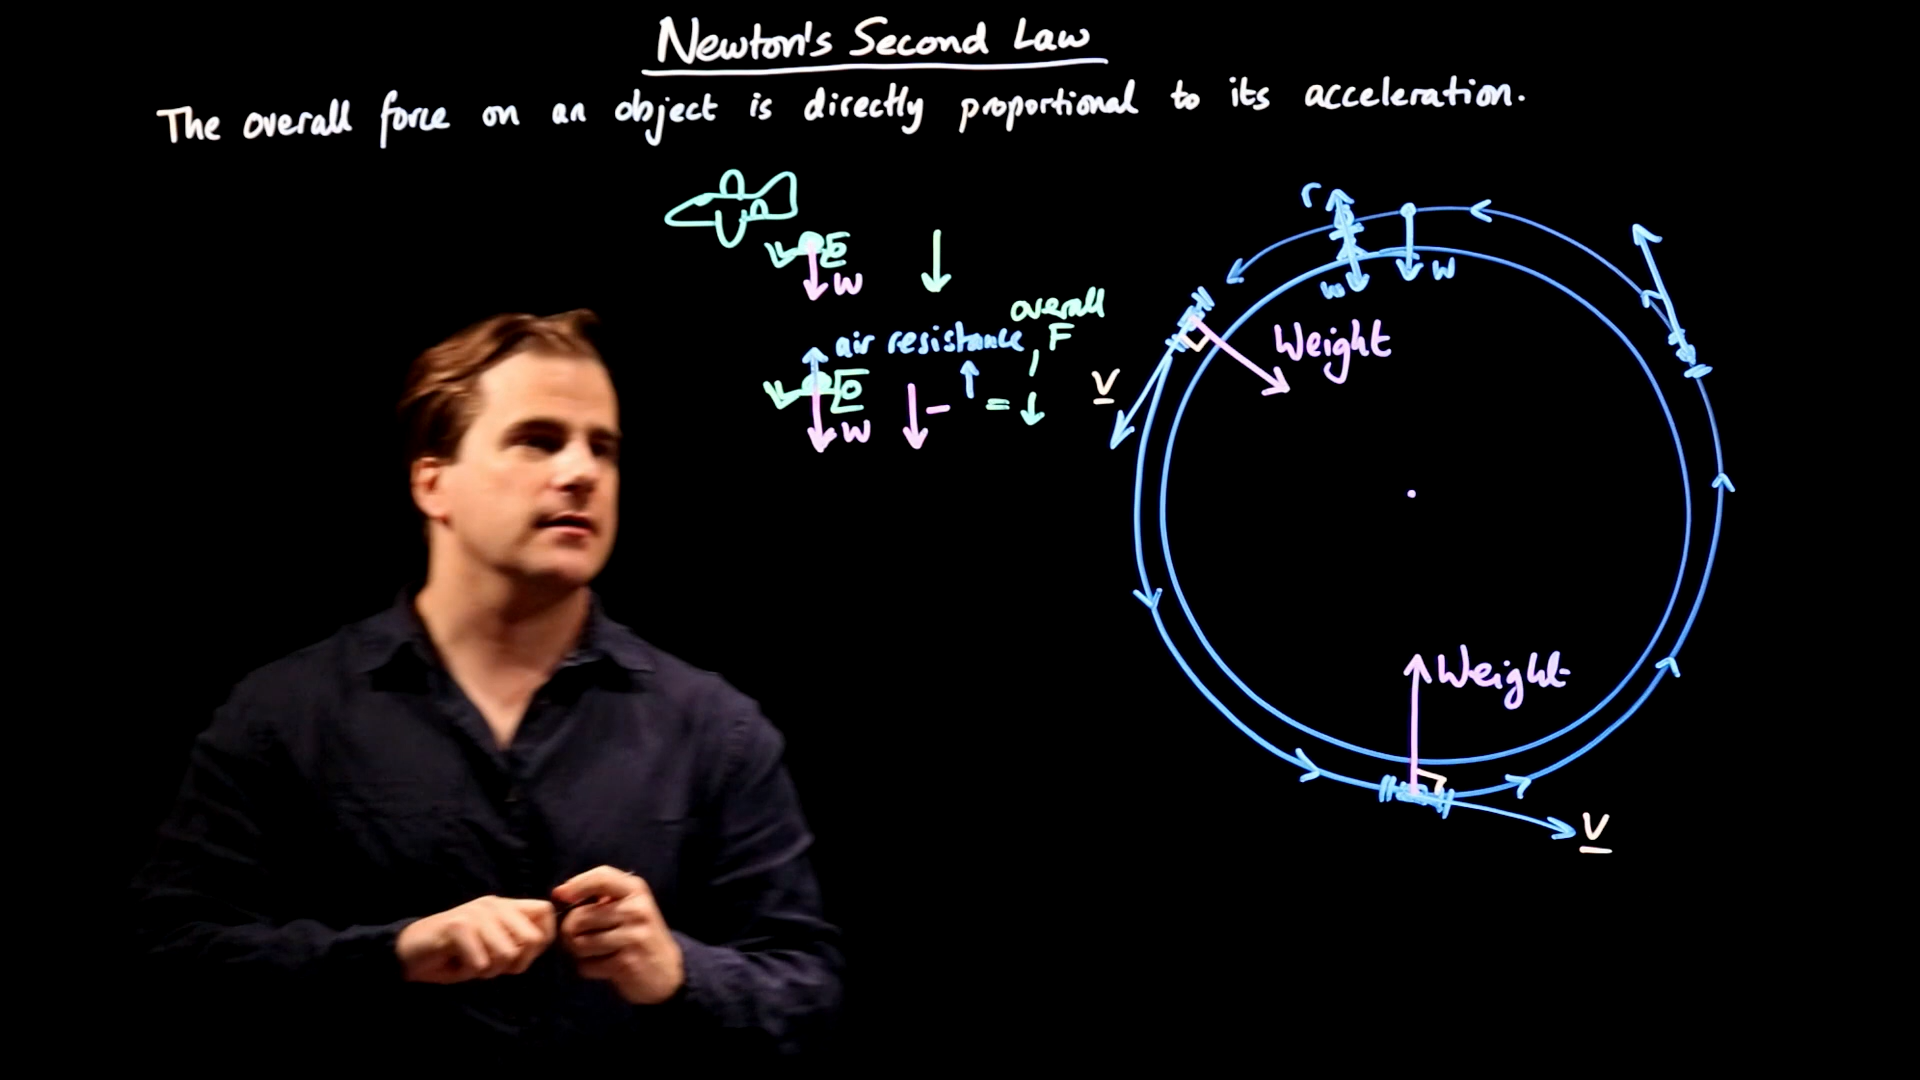 Newton's Second Law
The overall force on an object is directly proportional to its acceleration.
r
W
W
W
overall
air resistance, F
Weight
V
W
- =
Weight
V